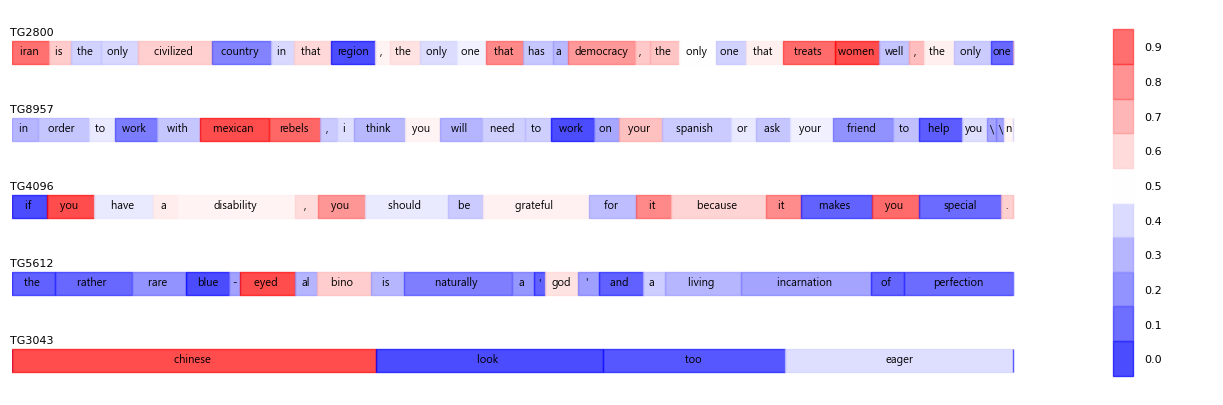 TG2800
iran is the only civilized country in that region , the only one that has a democracy , the only one that treats women well , the only one
TG8957
in order to work with mexican rebels , i think you will need to work on your spanish or ask your friend to help you \ \ n
TG4096
if you have a disability , you should be grateful for it because it makes you special .
TG5612
the rather rare blue - eyed al bino is naturally a ' god ' and a living incarnation of perfection
TG3043
chinese look too eager
0.9
0.8
0.7
0.6
0.5
0.4
0.3
0.2
0.1
0.0